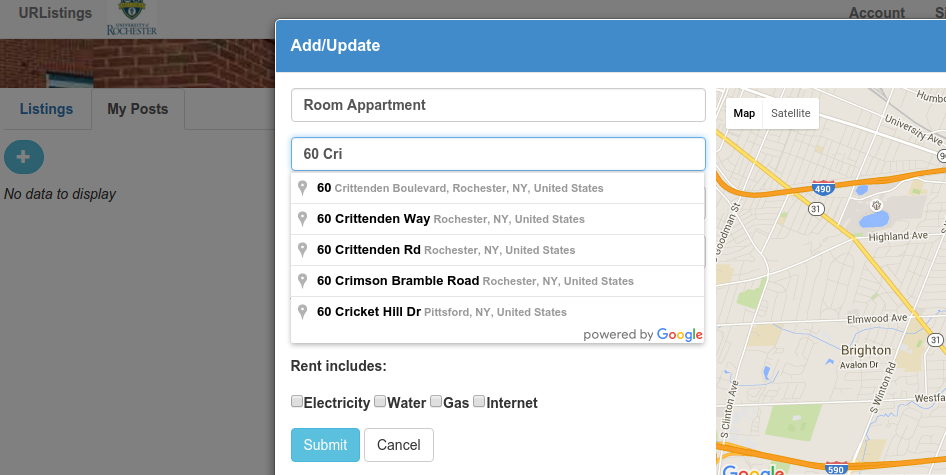 URListings
UNIVERSITY of
ROCHESTER
Account
Add/Update
Listings
My Posts
No data to display
Room Appartment
60 Cri
60 Crittenden Boulevard, Rochester, NY, United States
60 Crittenden Way Rochester, NY, United States
60 Crittenden Rd Rochester, NY, United States
60 Crimson Bramble Road Rochester, NY, United States
60 Cricket Hill Dr Pittsford, NY, United States
powered by Google
Rent includes:
Electricity Water Gas Internet
Submit Cancel
Map Satellite
University Ave
490
31
Goodman St
Highland Ave
Elmwood Ave
31
Brighton
Avalon Dr
S Winton Rd
S Clinton Ave
590
Google